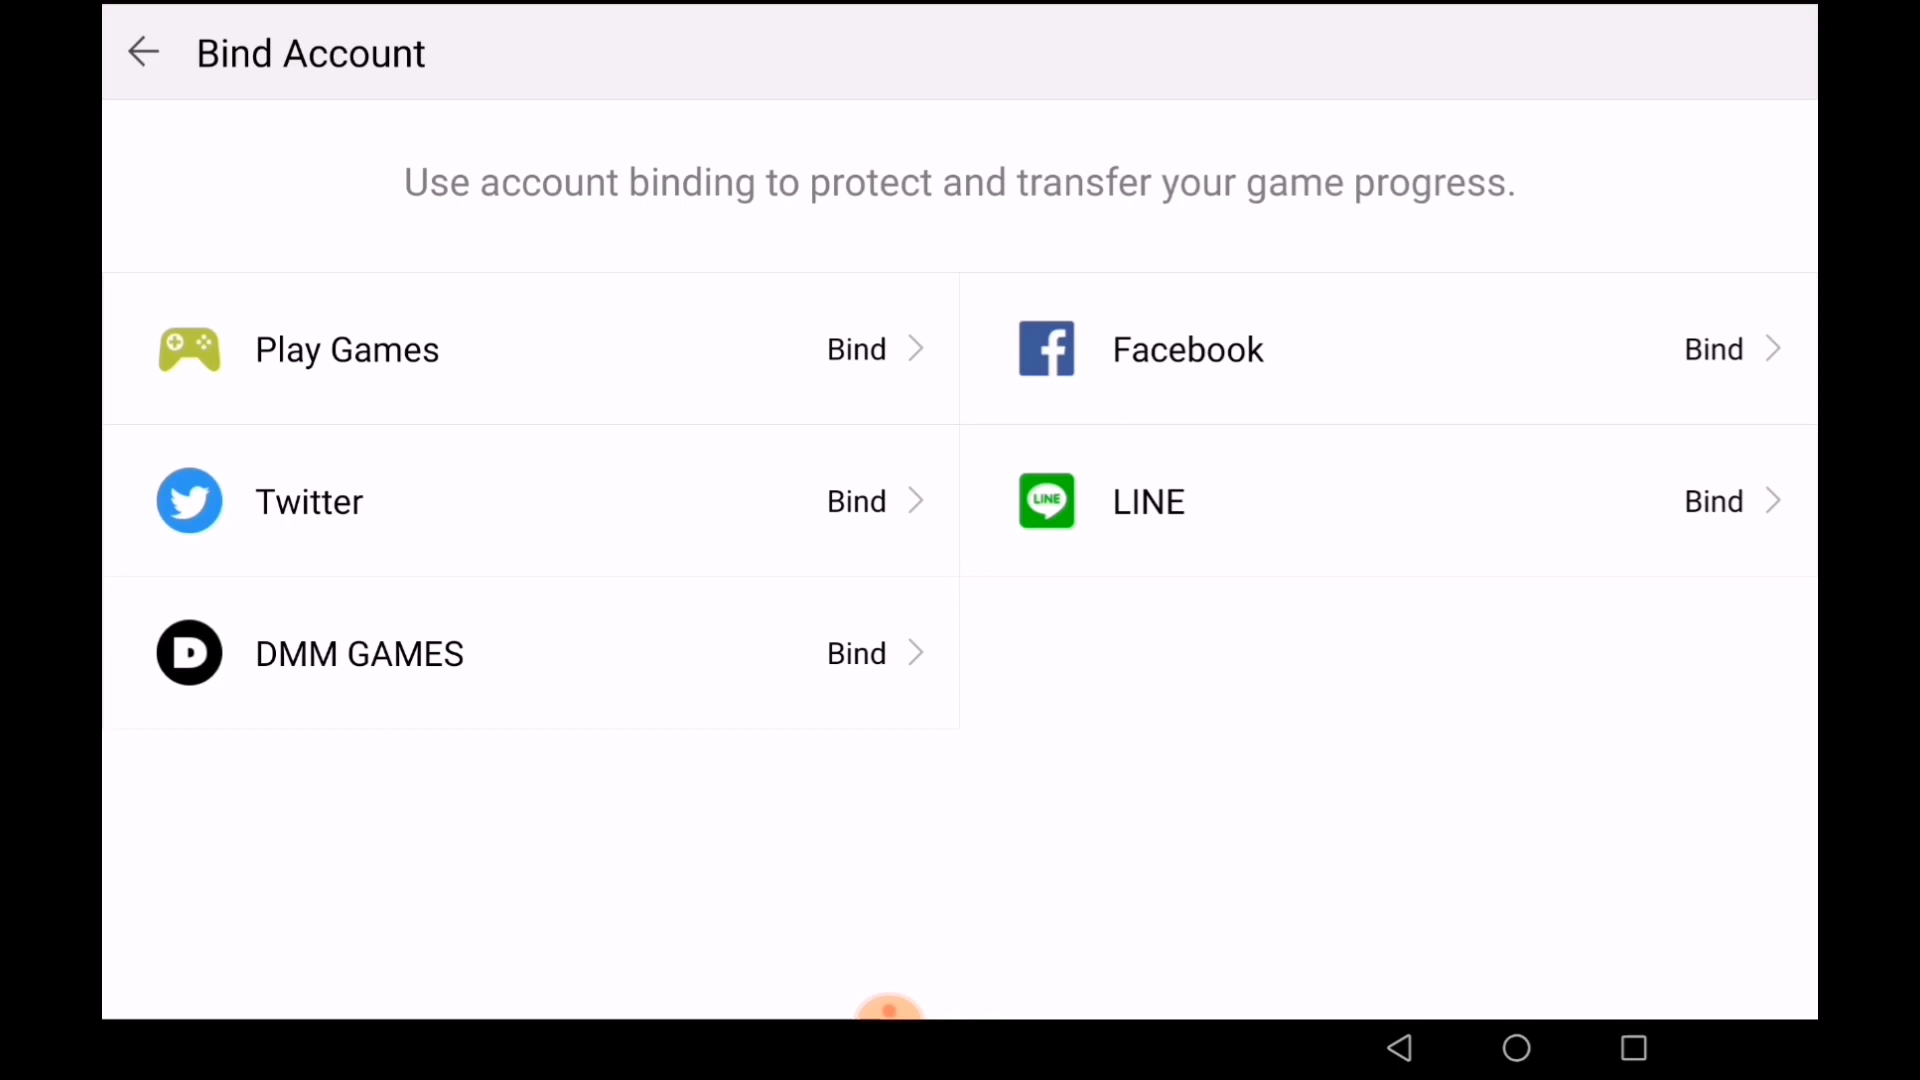 Bind Account
Use account binding to protect and transfer your game progress.
Play Games Bind
Facebook Bind
Twitter Bind
LINE LINE Bind
D DMM GAMES Bind